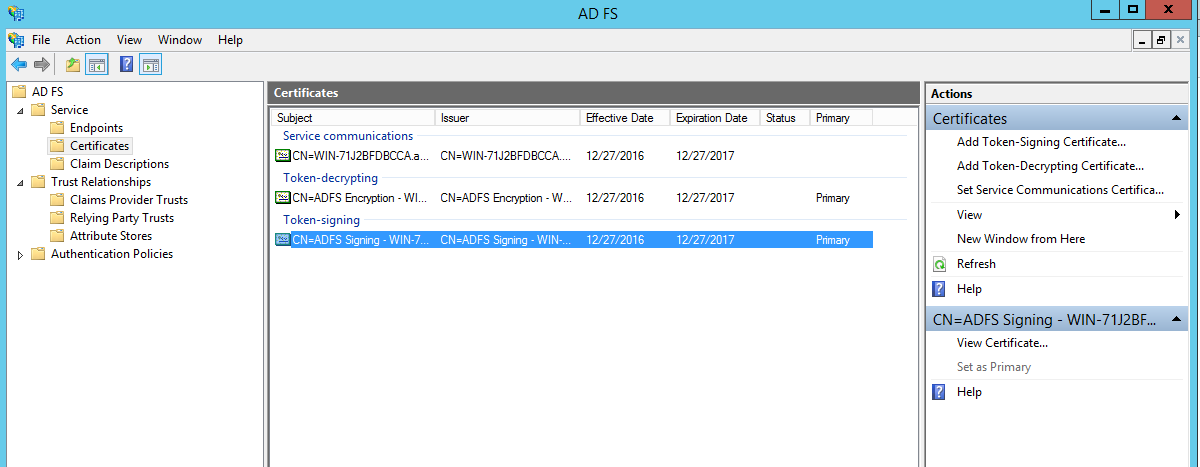 AD FS
File Action View Window Help
AD FS
Service
Endpoints
Certificates
Claim Descriptions
Trust Relationships
Claims Provider Trusts
Relying Party Trusts
Attribute Stores
Authentication Policies
Certificates
Subject Issuer Effective Date Expiration Date Status Primary
Service communications
CN=WIN-71J2BFDBCCA.a... CN=WIN-71J2BFDBCCA.... 12/27/2016 12/27/2017
Token-decrypting
CN=ADFS Encryption - WI... CN=ADFS Encryption - WI... 12/27/2016 12/27/2017 Primary
Token-signing
CN=ADFS Signing - WIN-7... CN=ADFS Signing - WIN-... 12/27/2016 12/27/2017 Primary
Actions
Certificates
Add Token-Signing Certificate...
Add Token-Decrypting Certificate...
Set Service Communications Certifica...
View
New Window from Here
Refresh
Help
CN=ADFS Signing - WIN-71J2BF...
View Certificate...
Set as Primary
Help